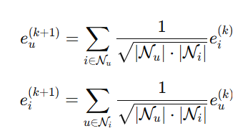 e_u^{(k+1)} = \sum_{i \in \mathcal{N}_u} \frac{1}{\sqrt{|\mathcal{N}_u| \cdot |\mathcal{N}_i|}} e_i^{(k)}
e_i^{(k+1)} = \sum_{u \in \mathcal{N}_i} \frac{1}{\sqrt{|\mathcal{N}_u| \cdot |\mathcal{N}_i|}} e_u^{(k)}